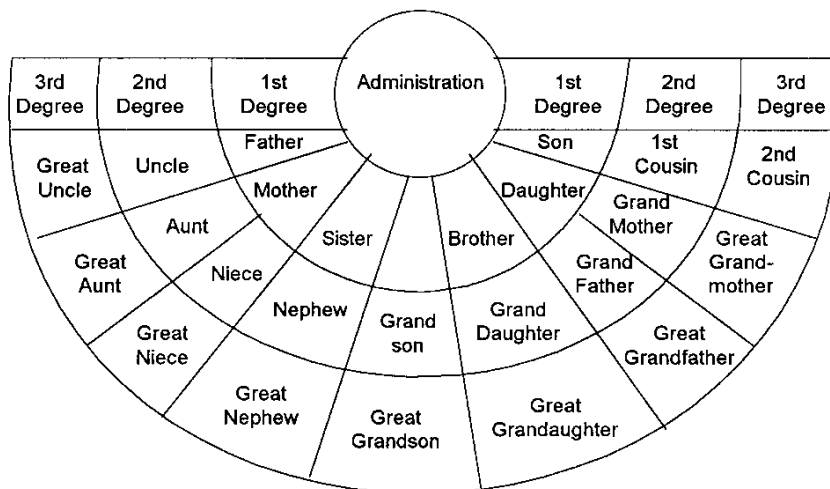 Administration
3rd
Degree
2nd
Degree
1st
Degree
1st
Degree
2nd
Degree
3rd
Degree
Father
Mother
Sister
Brother
Daughter
Son
Uncle
Aunt
Niece
Nephew
Grand
son
Grand
Daughter
Grand
Father
Grand
Mother
1st
Cousin
Great
Uncle
Great
Aunt
Great
Niece
Great
Nephew
Great
Grandson
Great
Grandaughter
Great
Grandfather
Great
Grand-
mother
2nd
Cousin